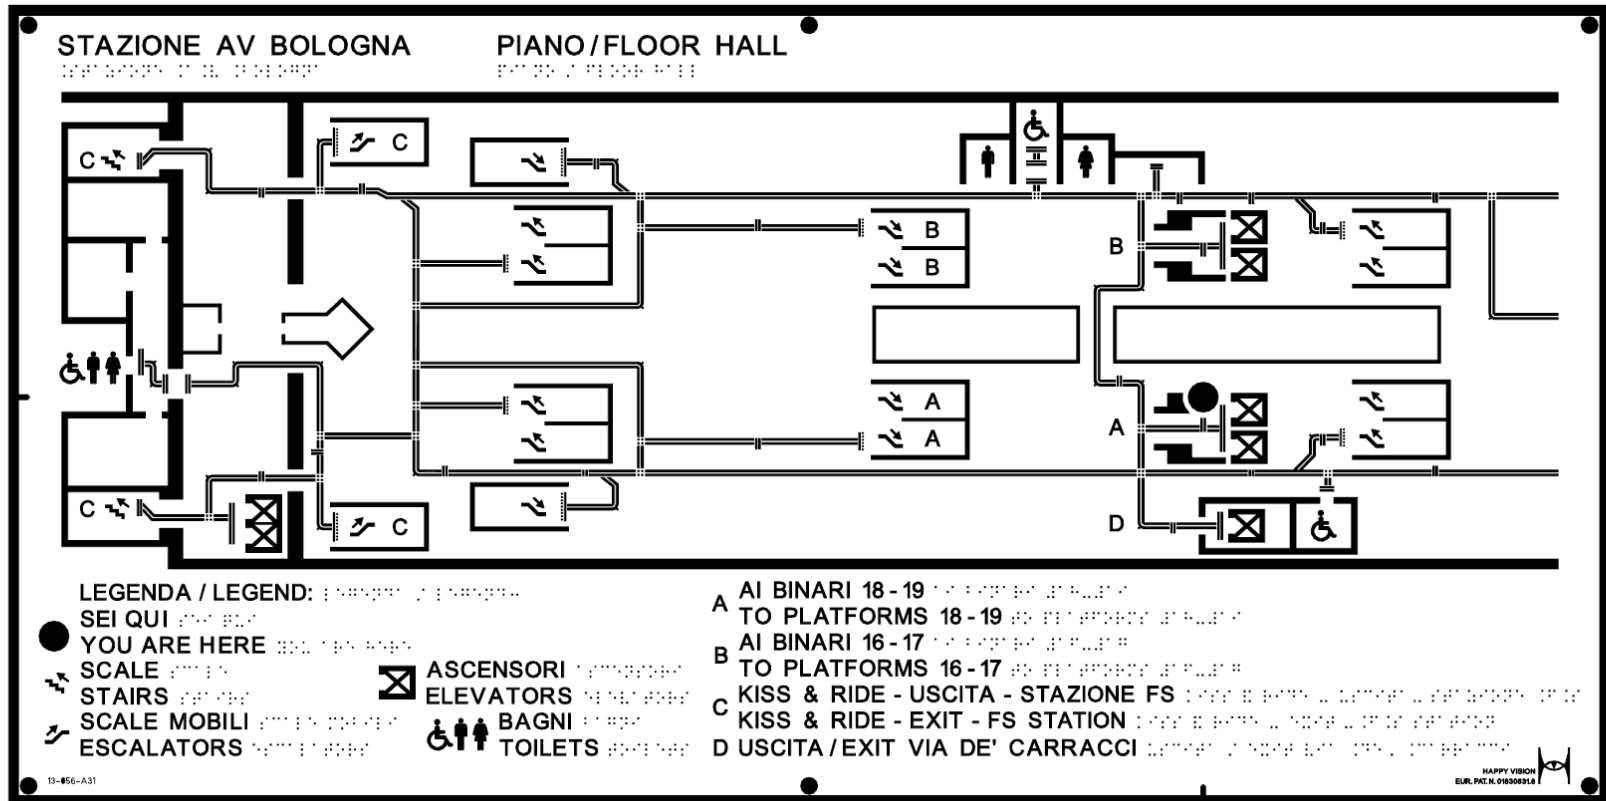 STAZIONE AV BOLOGNA
PIANO/FLOOR HALL
C
C
B
B
B
A
A
A
C
C
D
LEGENDA / LEGEND:
SEI QUI
YOU ARE HERE
SCALE
STAIRS
SCALE MOBILI
ESCALATORS
ASCENSORI
ELEVATORS
BAGNI
TOILETS
A AI BINARI 18-19
TO PLATFORMS 18-19
B AI BINARI 16-17
TO PLATFORMS 16-17
C KISS & RIDE - USCITA - STAZIONE FS
KISS & RIDE - EXIT - FS STATION
D USCITA/EXIT VIA DE' CARRACCI
13-056-A31
HAPPY VISION
EUR. PAT. N. 01630631.8